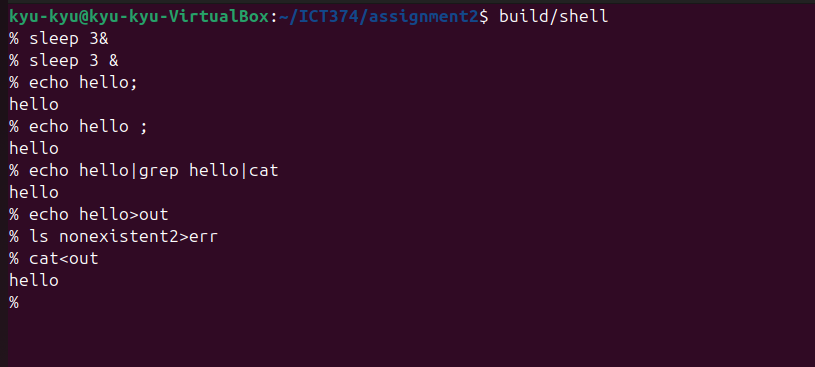 kyu-kyu@kyu-kyu-VirtualBox:~/ICT374/assignment2$ build/shell
% sleep 3&
% sleep 3 &
% echo hello;
hello
% echo hello ;
hello
% echo hello|grep hello|cat
hello
% echo hello>out
% ls nonexistent2>err
% cat<out
hello
%